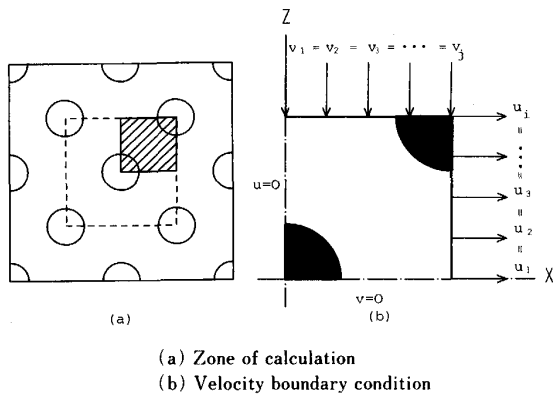 Z
v₁ = v₂ = v₃ = ···· = vⱼ
uᵢ
=
⋮
=
u₃
=
u₂
=
u₁
u=0
X
v=0
(a)
(b)
(a) Zone of calculation
(b) Velocity boundary condition